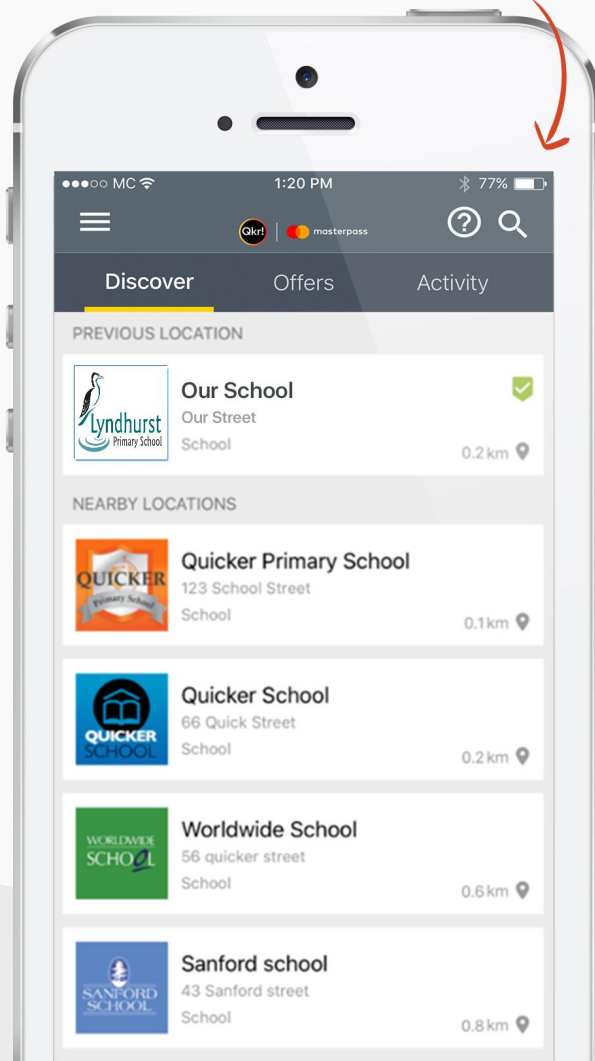 MC
1:20 PM
77%
Qkr!
masterpass
Discover
Offers
Activity
PREVIOUS LOCATION
Lyndhurst
Primary School
Our School
Our Street
School
0.2 km
NEARBY LOCATIONS
QUICKER
Primary School
Quicker Primary School
123 School Street
School
0.1 km
QUICKER
SCHOOL
Quicker School
66 Quick Street
School
0.2 km
WORLDWIDE
SCHOOL
Worldwide School
56 quicker street
School
0.6 km
SANFORD
SCHOOL
Sanford school
43 Sanford street
School
0.8 km